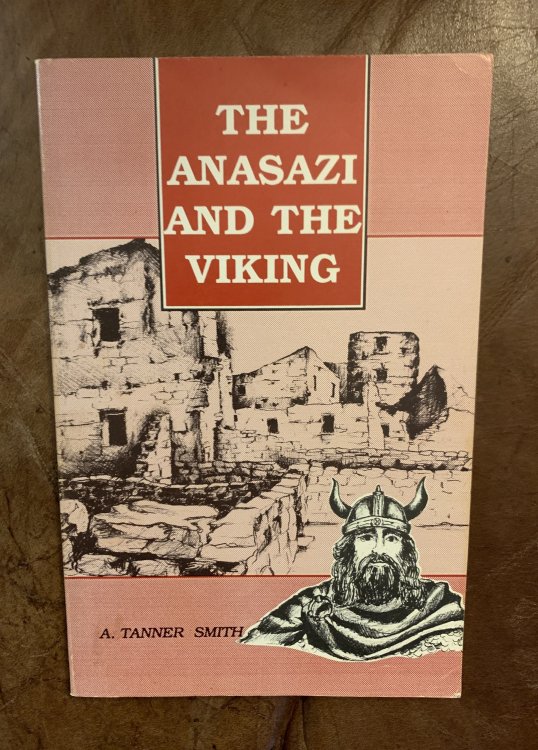 THE
ANASAZI
AND THE
VIKING
A. TANNER SMITH